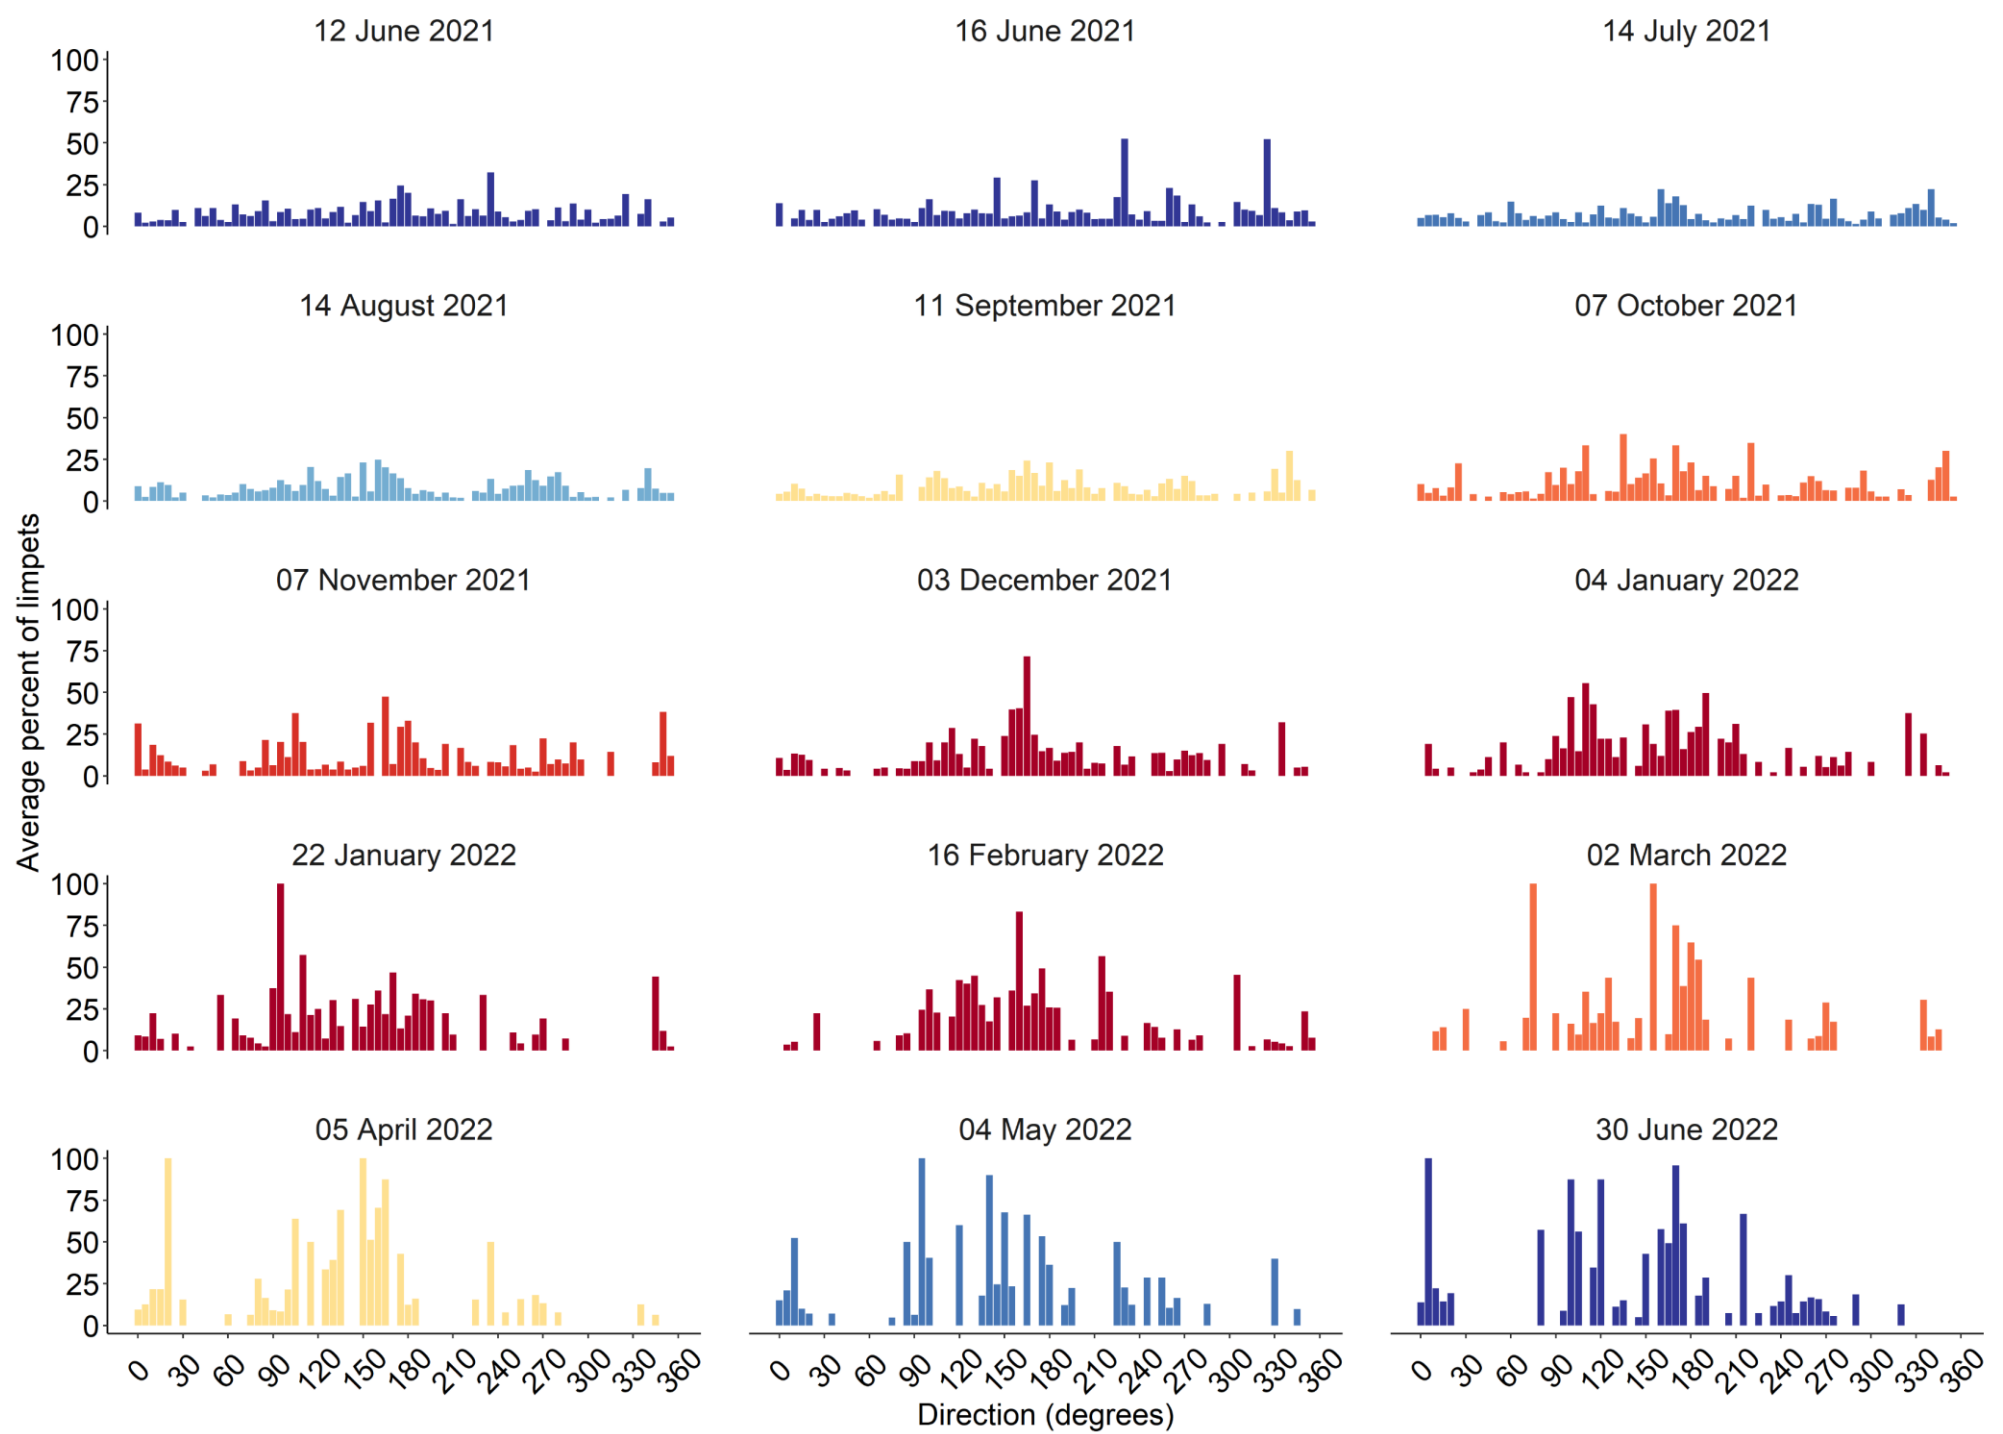 12 June 2021
16 June 2021
14 July 2021
100
75
50
25
0
14 August 2021
11 September 2021
07 October 2021
100
75
50
25
0
Average percent of limpets
07 November 2021
03 December 2021
04 January 2022
100
75
50
25
0
22 January 2022
16 February 2022
02 March 2022
100
75
50
25
0
05 April 2022
04 May 2022
30 June 2022
100
75
50
25
0
0 30 60 90 120 150 180 210 240 270 300 330 360
0 30 60 90 120 150 180 210 240 270 300 330 360
0 30 60 90 120 150 180 210 240 270 300 330 360
Direction (degrees)